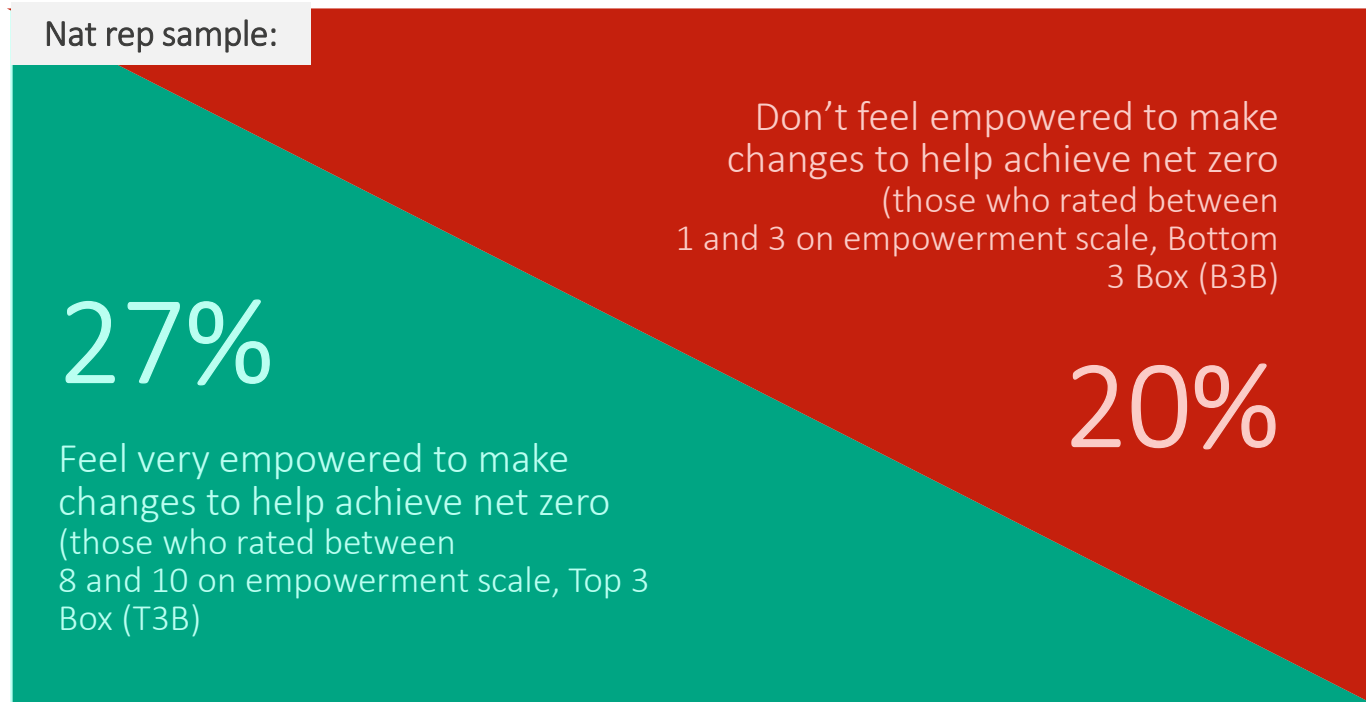 Nat rep sample:
Don’t feel empowered to make
changes to help achieve net zero
(those who rated between
1 and 3 on empowerment scale, Bottom
3 Box (B3B)
20%
27%
Feel very empowered to make
changes to help achieve net zero
(those who rated between
8 and 10 on empowerment scale, Top 3
Box (T3B)